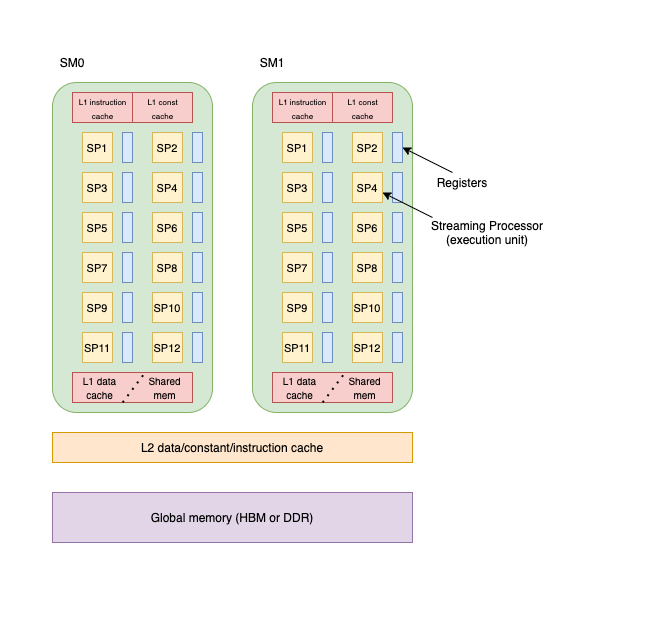 SM0
SM1
L1 instruction
cache
L1 const
cache
L1 instruction
cache
L1 const
cache
SP1
SP2
SP1
SP2
Registers
SP3
SP4
SP3
SP4
Streaming Processor
(execution unit)
SP5
SP6
SP5
SP6
SP7
SP8
SP7
SP8
SP9
SP10
SP9
SP10
SP11
SP12
SP11
SP12
L1 data
cache
Shared
mem
L1 data
cache
Shared
mem
L2 data/constant/instruction cache
Global memory (HBM or DDR)